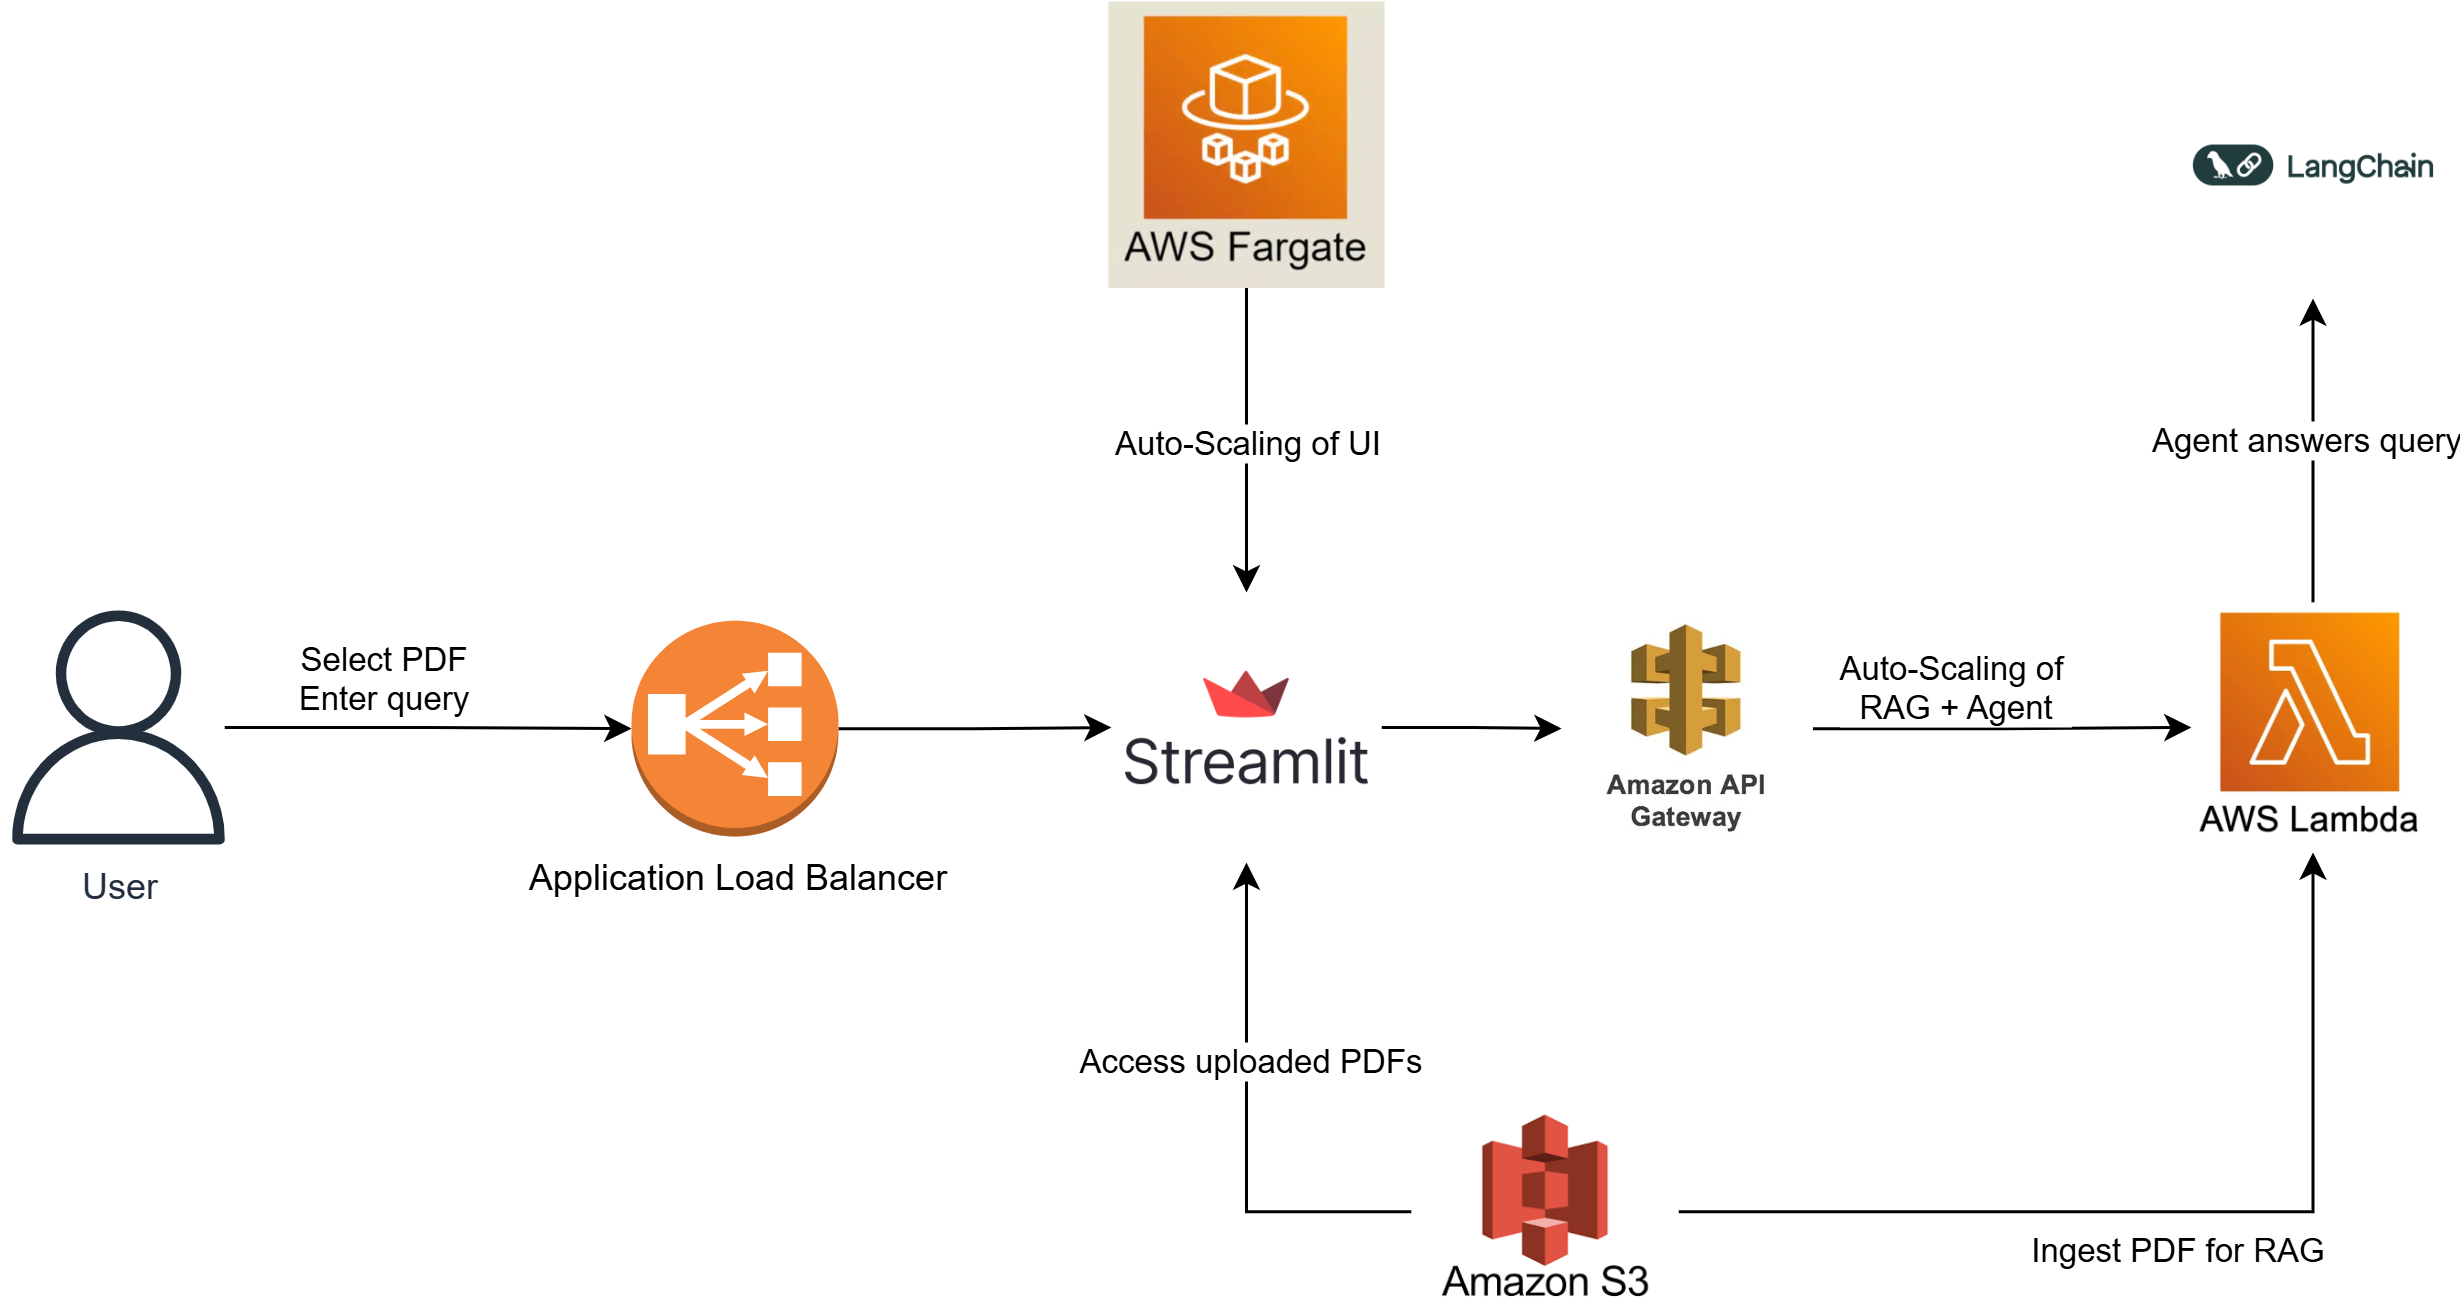 AWS Fargate
LangChain
Auto-Scaling of UI
Agent answers query
Select PDF
Enter query
Auto-Scaling of
RAG + Agent
Streamlit
Amazon API
Gateway
AWS Lambda
Application Load Balancer
User
Access uploaded PDFs
Ingest PDF for RAG
Amazon S3